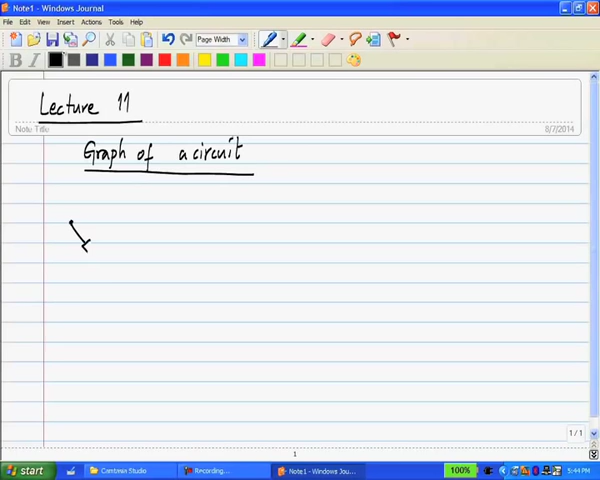 Note1 - Windows Journal
File Edit View Insert Actions Tools Help
Page Width
B I
Lecture 11
Note Title
8/7/2014
Graph of a circuit
1 / 1
1
start
Camtasia Studio
Recording...
Note1 - Windows Jou...
100%
5:44 PM